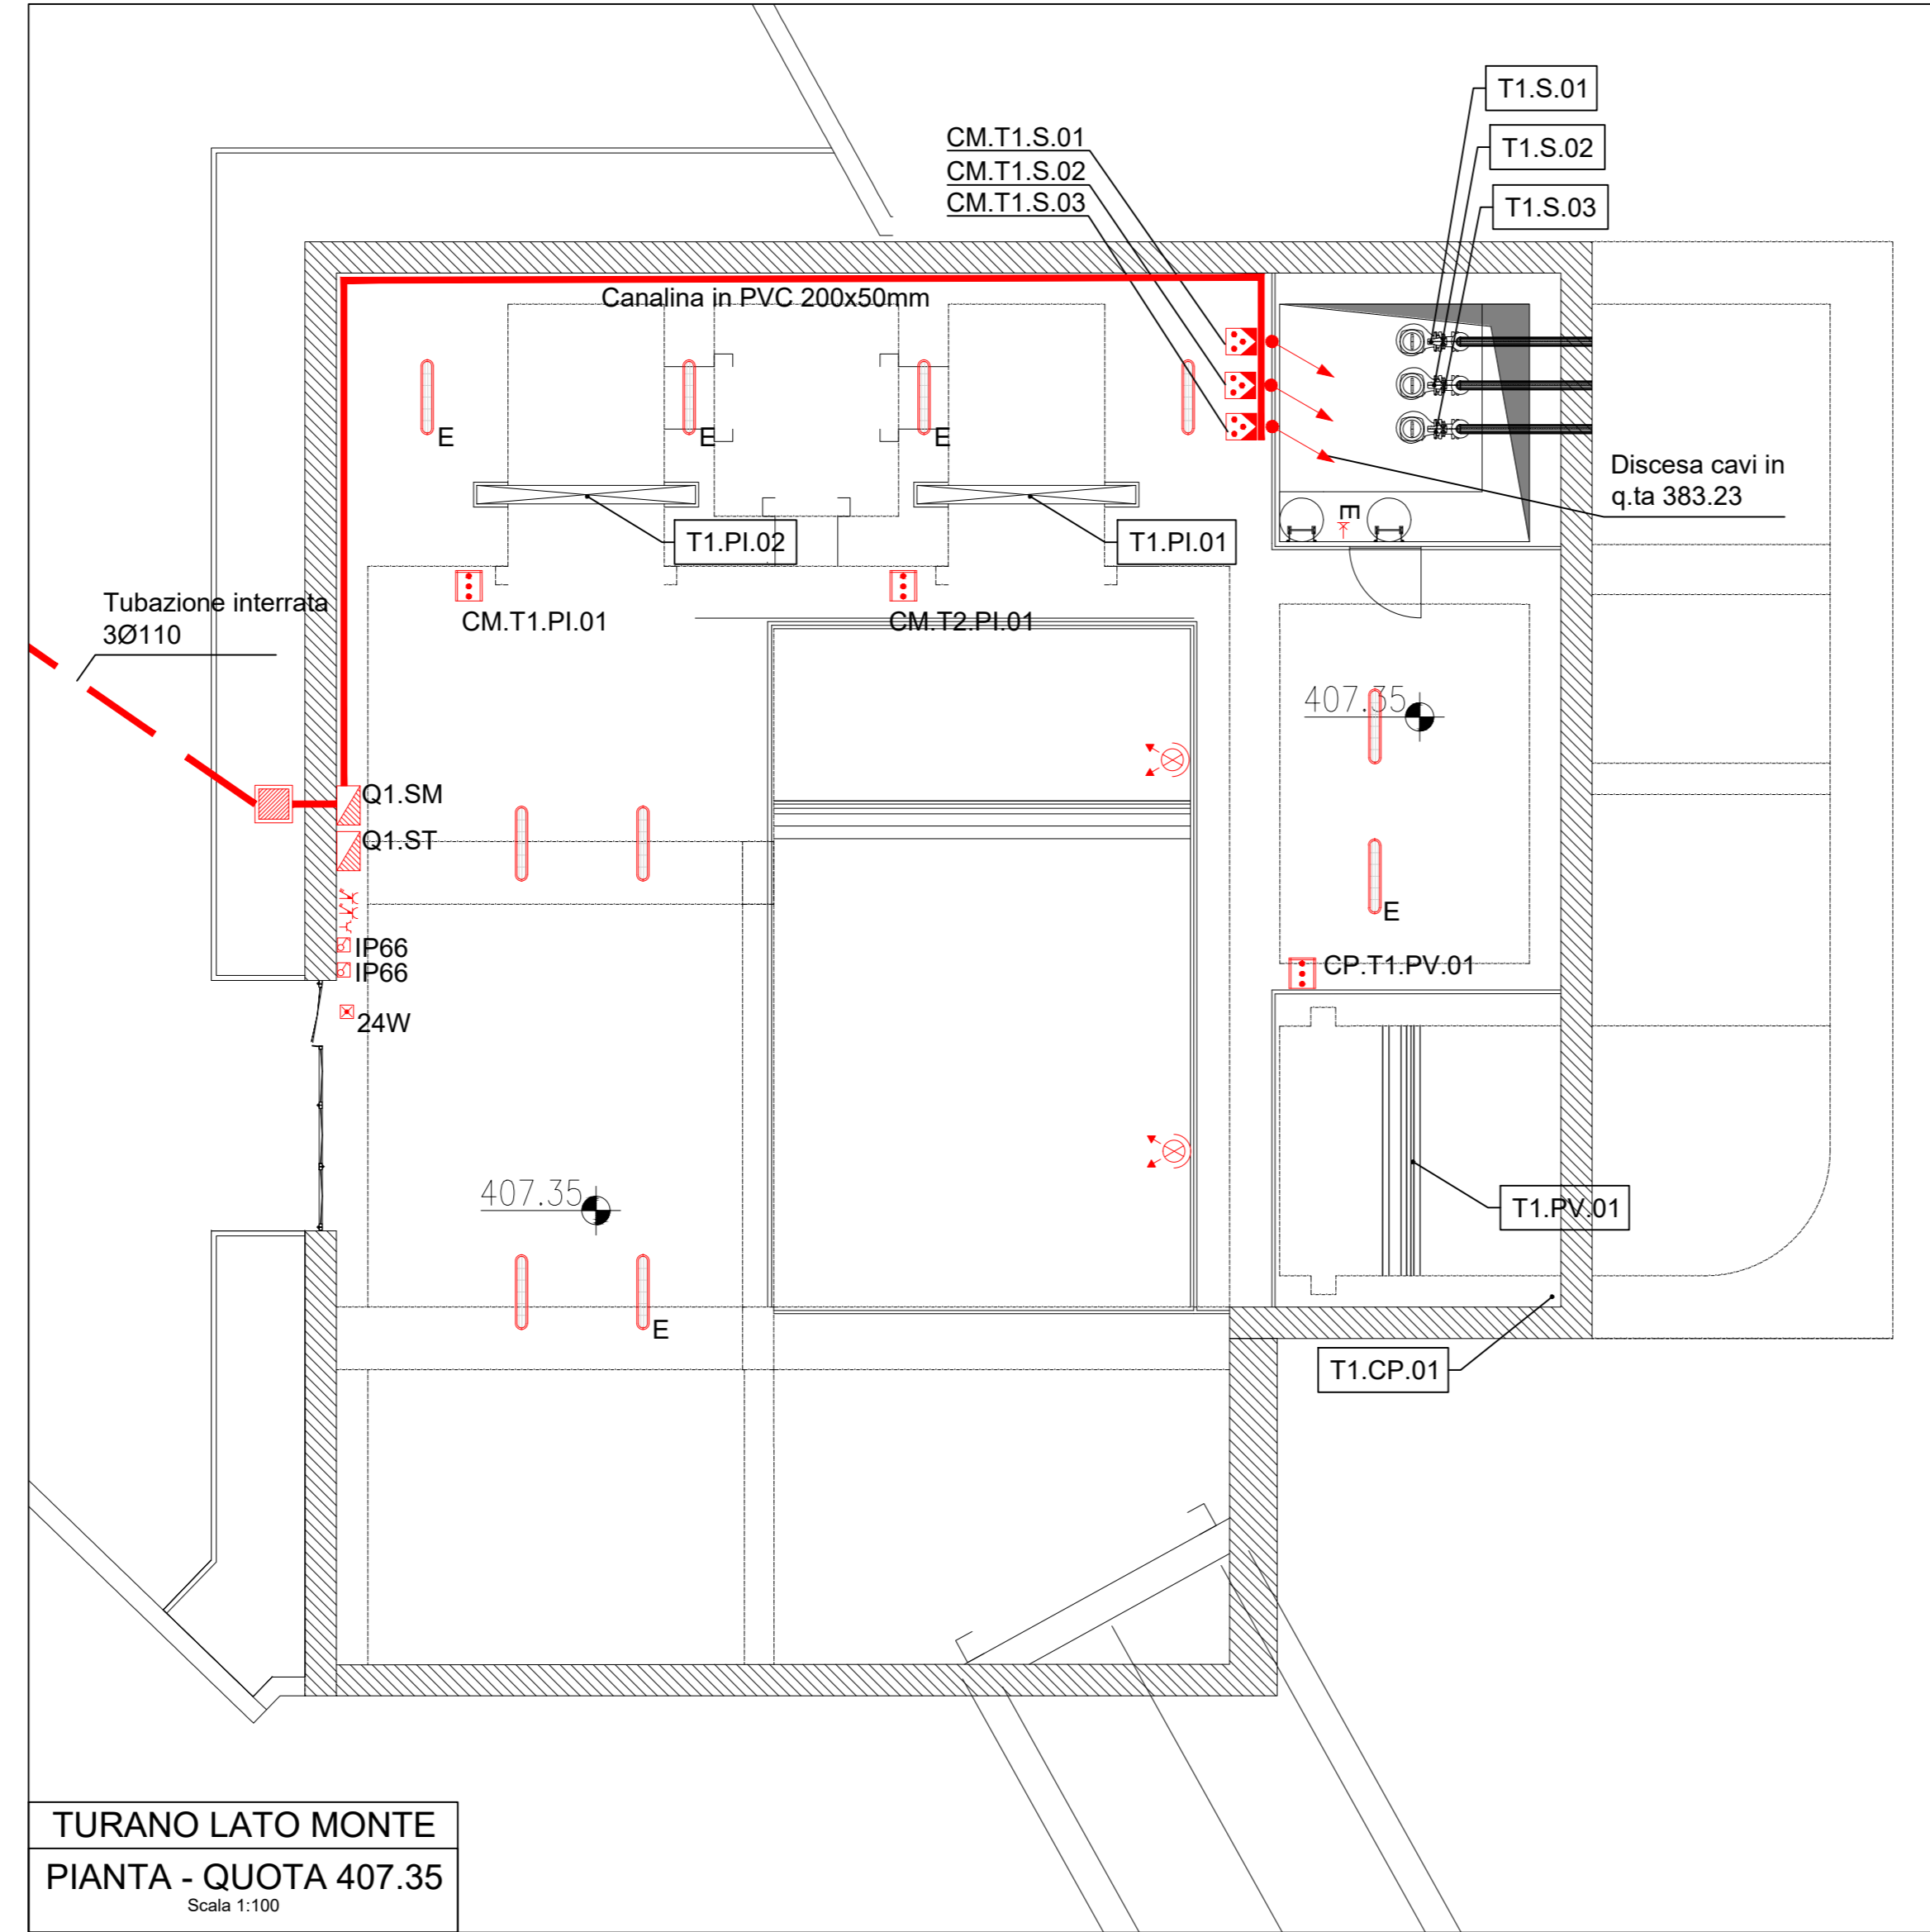 T1.S.01
CM.T1.S.01
T1.S.02
CM.T1.S.02
CM.T1.S.03
T1.S.03
Canalina in PVC 200x50mm
E
E
E
Discesa cavi in
q.ta 383.23
E
T1.PI.02
T1.PI.01
Tubazione interrata
3Ø110
CM.T1.PI.01
CM.T2.PI.01
407.35
Q1.SM
Q1.ST
E
IP66
IP66
CP.T1.PV.01
24W
407.35
T1.PV.01
E
T1.CP.01
TURANO LATO MONTE
PIANTA - QUOTA 407.35
Scala 1:100